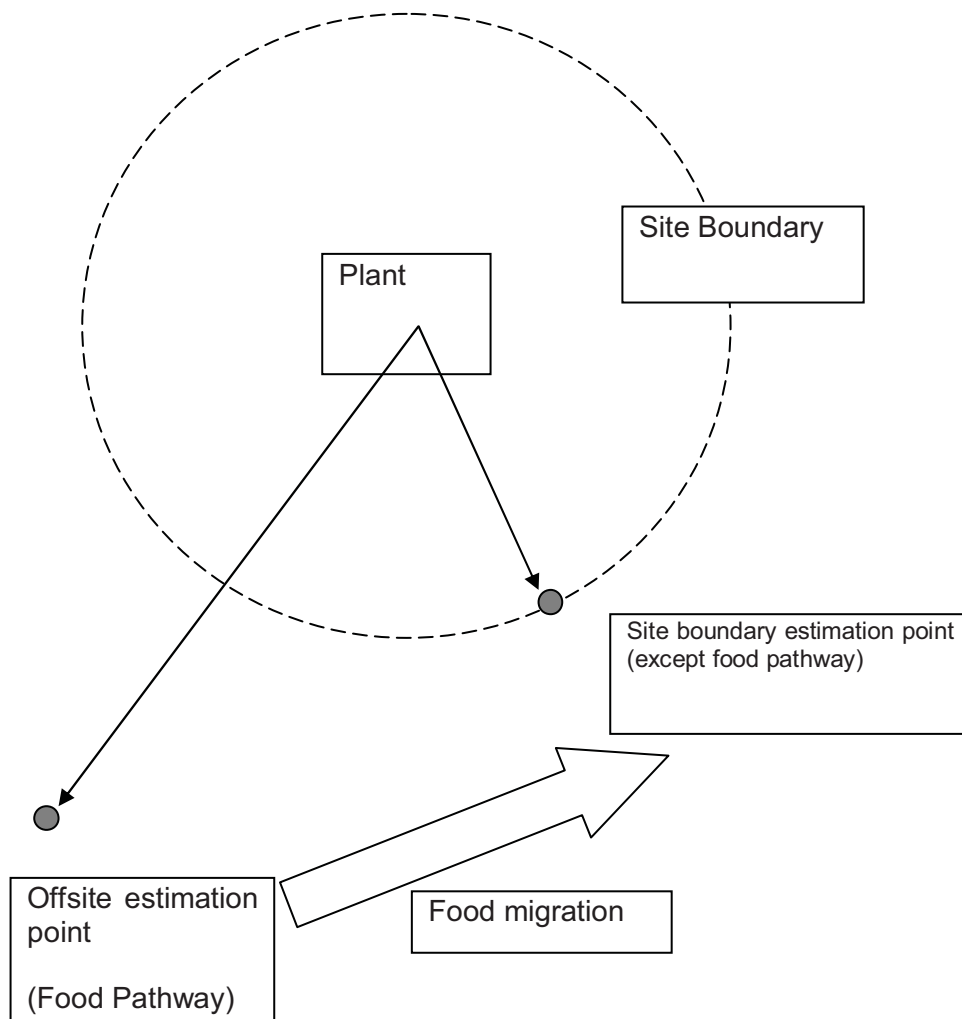 Site Boundary
Plant
Site boundary estimation point
(except food pathway)
Offsite estimation
point
(Food Pathway)
Food migration